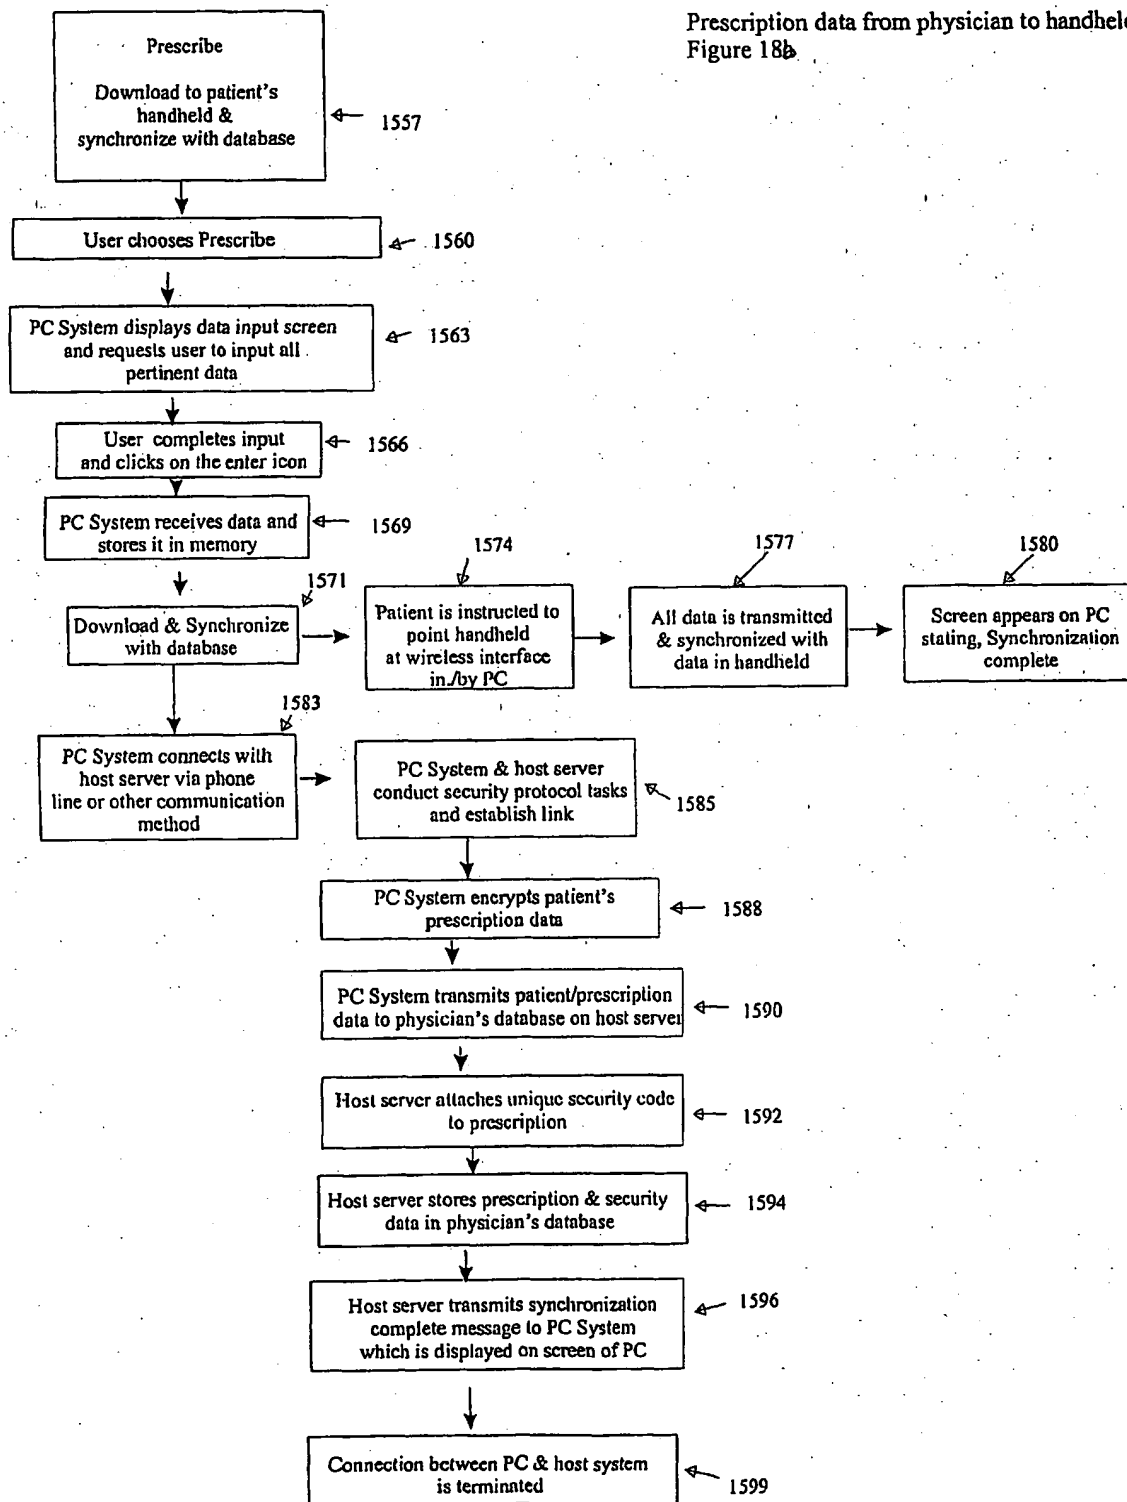 Prescription data from physician to handheld
Figure 18b
Prescribe
Download to patient's
handheld &
synchronize with database
1557
User chooses Prescribe
1560
PC System displays data input screen
and requests user to input all
pertinent data
1563
User completes input
and clicks on the enter icon
1566
PC System receives data and
stores it in memory
1569
1571
Download & Synchronize
with database
1574
Patient is instructed to
point handheld
at wireless interface
in./by PC
1577
All data is transmitted
& synchronized with
data in handheld
1580
Screen appears on PC
stating, Synchronization
complete
1583
PC System connects with
host server via phone
line or other communication
method
PC System & host server
conduct security protocol tasks
and establish link
1585
PC System encrypts patient's
prescription data
1588
PC System transmits patient/prescription
data to physician's database on host server
1590
Host server attaches unique security code
to prescription
1592
Host server stores prescription & security
data in physician's database
1594
Host server transmits synchronization
complete message to PC System
which is displayed on screen of PC
1596
Connection between PC & host system
is terminated
1599